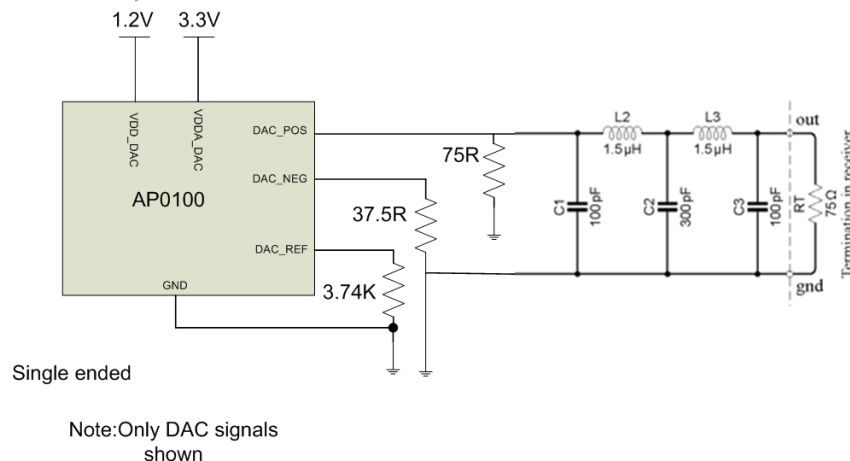 1.2V 3.3V
VDD_DAC
VDDA_DAC
DAC_POS
DAC_NEG
DAC_REF
AP0100
GND
75R
37.5R
3.74K
L2
1.5µH
L3
1.5µH
C1
100pF
C2
300pF
C3
100pF
out
RT
75Ω
gnd
Termination in receiver
Single ended
Note:Only DAC signals
shown